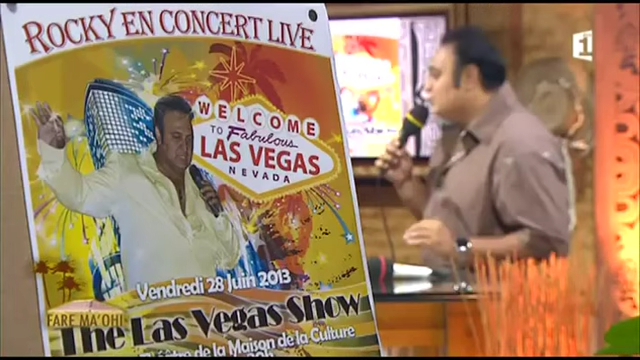 ROCKY EN CONCERT LIVE
WELCOME
TO Fabulous
LAS VEGAS
NEVADA
Vendredi 28 Juin 2013
FARE MA'OHI
The Las Vegas Show
de la Maison de la Culture
1